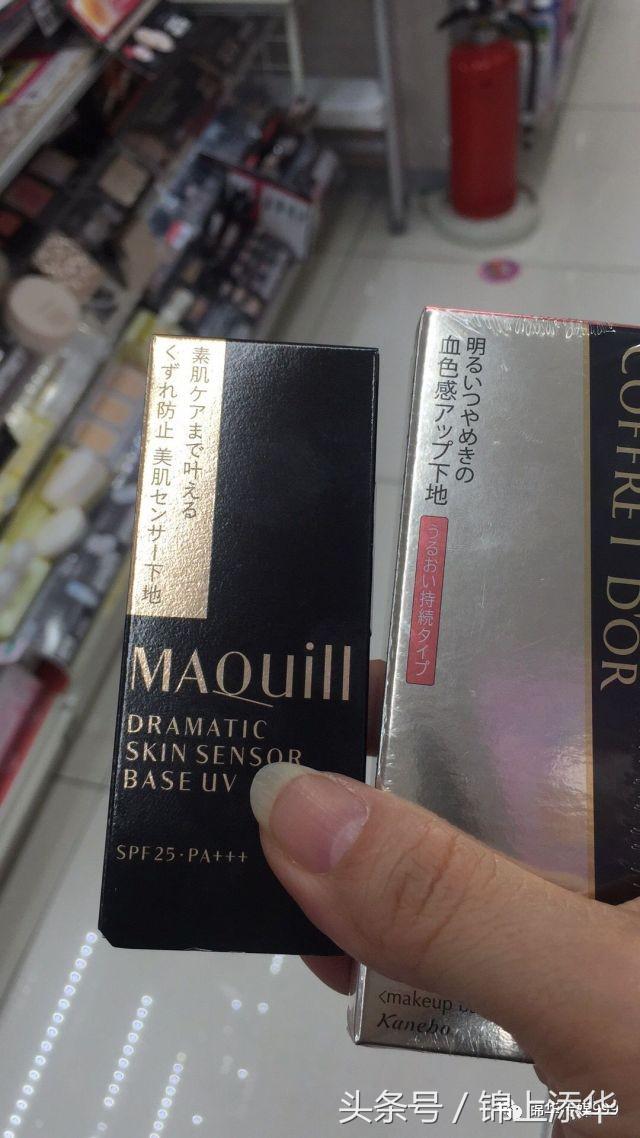 素肌ケアまで叶える
くずれ防止 美肌センサー下地
MAQuill
DRAMATIC
SKIN SENSOR
BASE UV
SPF25・PA+++
明るいつやめきの
血色感アップ下地
うるおい持続タイプ
COFFRET D'OR
<makeup
Kanebo
头条号 / 锦上添华